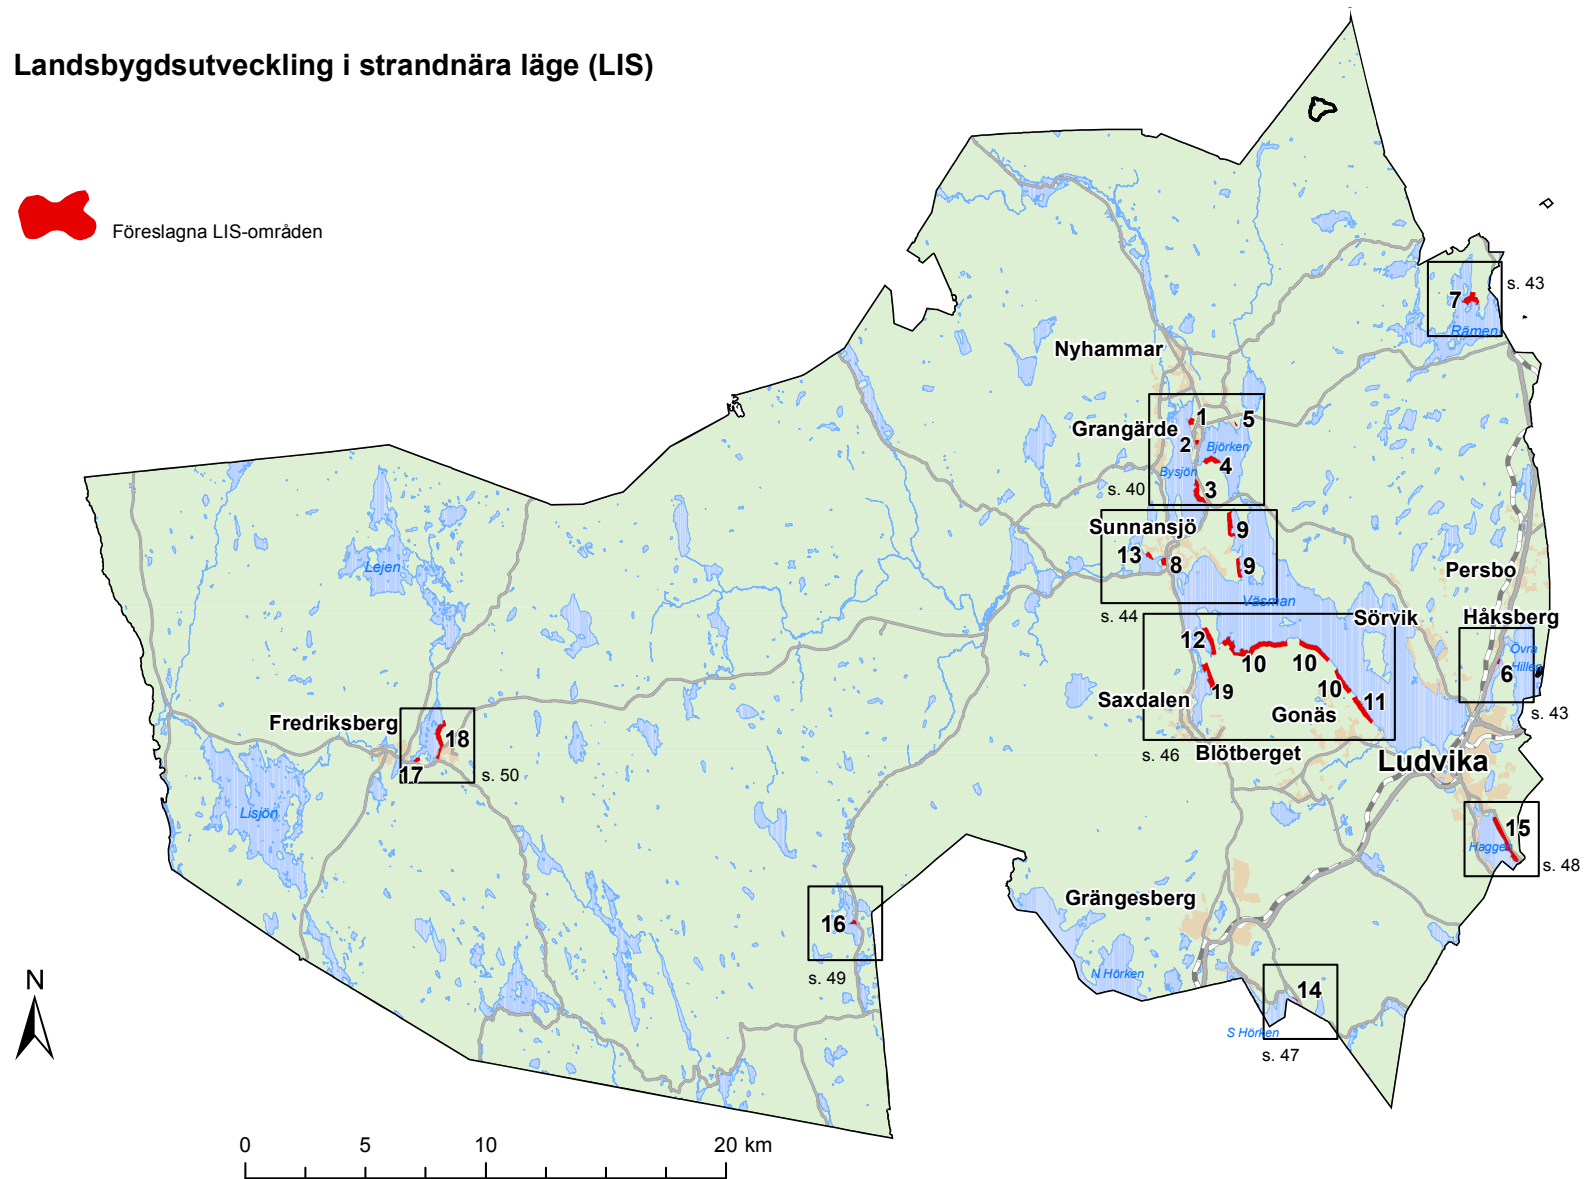 Landsbygdsutveckling i strandnära läge (LIS)
Föreslagna LIS-områden
7
s. 43
Rämen
Nyhammar
1
5
Grangärde
2
Björken
4
Bysjön
3
s. 40
Sunnansjö
9
13
8
9
Väsman
s. 44
Persbo
Sörvik
Håksberg
Övra
Hillen
6
s. 43
12
10
10
10
11
19
Saxdalen
Gonäs
s. 46
Blötberget
Ludvika
Lejen
Fredriksberg
18
17
s. 50
Lisjön
15
Haggen
s. 48
Grängesberg
16
s. 49
N Hörken
14
S Hörken
s. 47
N
0 5 10 20 km